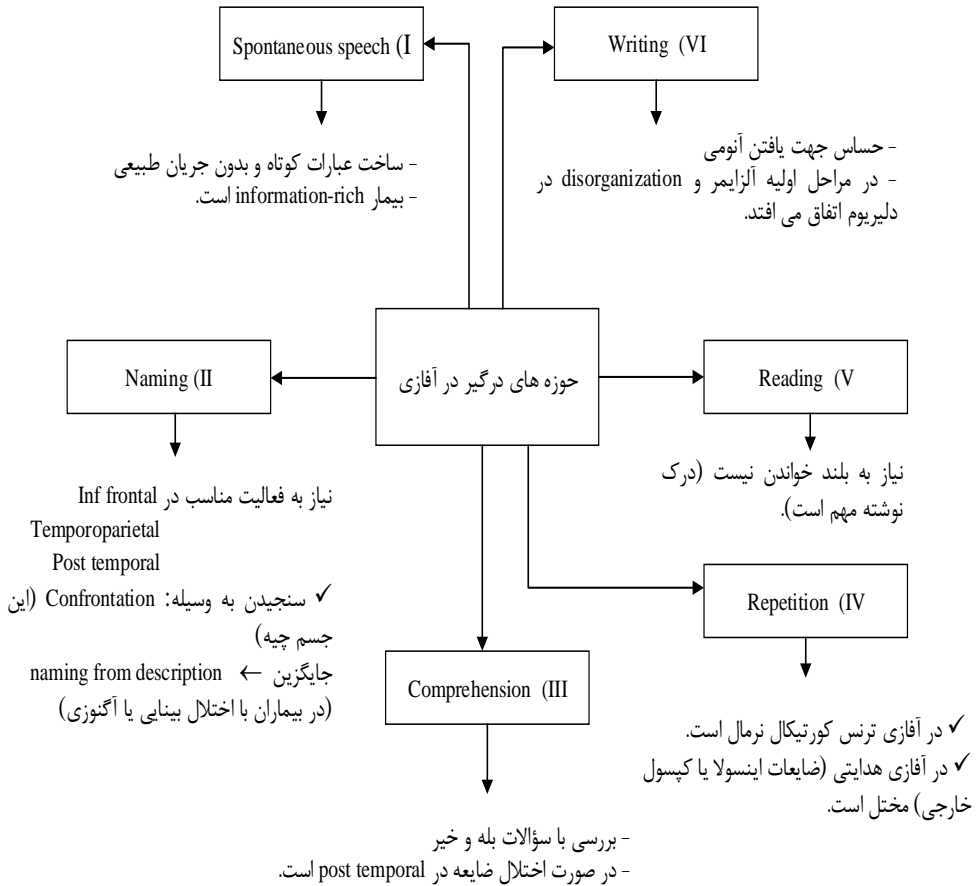 Spontaneous speech (I
- ساخت عبارات کوتاه و بدون جریان طبیعی
- بیمار information-rich است.
Writing (VI
- حساس جهت یافتن آنومی
- در مراحل اولیه آلزایمر و disorganization در
دلیریوم اتفاق می افتد.
حوزه های درگیر در آفازی
Naming (II
نیاز به فعالیت مناسب در Inf frontal
Temporoparietal
Post temporal
✓ سنجیدن به وسیله: Confrontation (این
جسم چیه)
جایگزین ← naming from description
(در بیماران با اختلال بینایی یا آگنوزی)
Reading (V
نیاز به بلند خواندن نیست (درک
نوشته مهم است).
Comprehension (III
- بررسی با سؤالات بله و خیر
- در صورت اختلال ضایعه در post temporal است.
Repetition (IV
✓ در آفازی ترنس کورتیکال نرمال است.
✓ در آفازی هدایتی (ضایعات اینسولا یا کپسول
خارجی) مختل است.